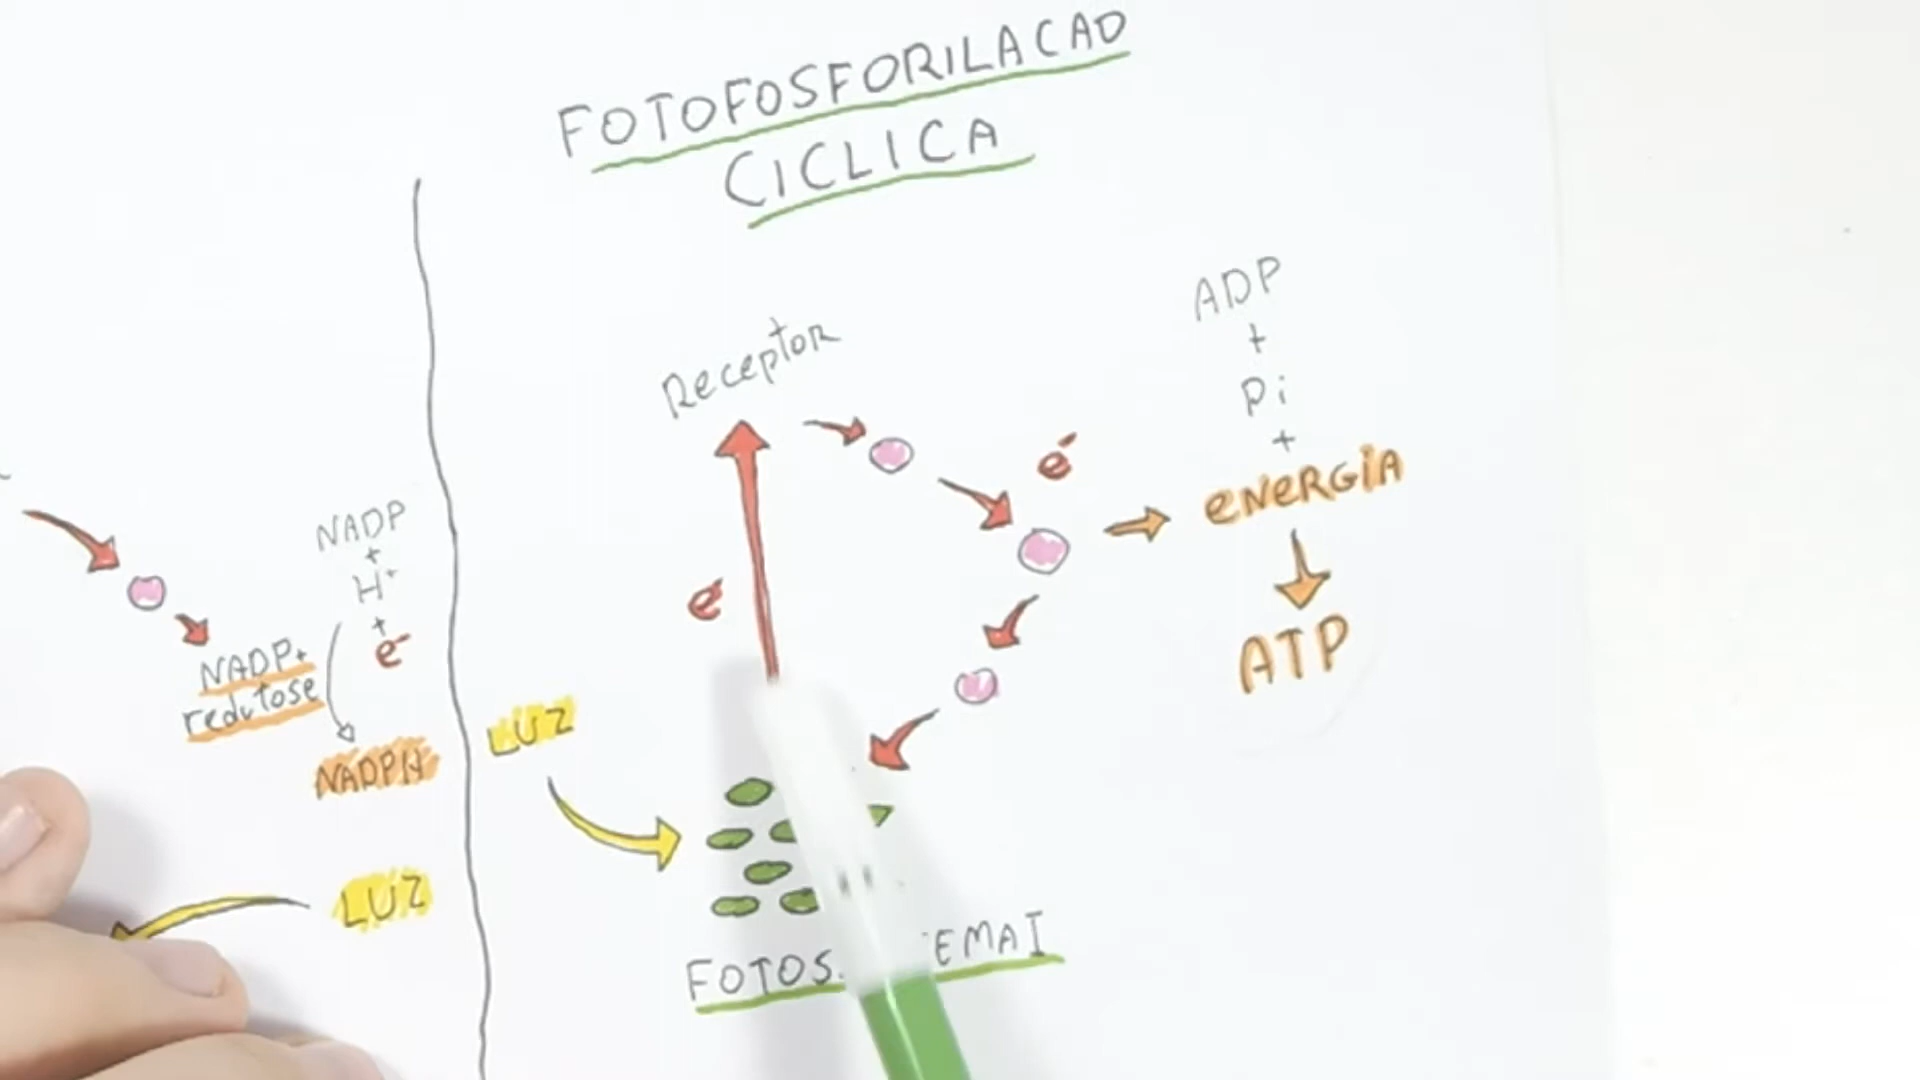 FOTOFOSFORILACAO
CICLICA
Receptor
ADP
+
Pi
+
ENERGIA
ATP
é
é
LUZ
NADP
+
H+
+
e-
NADP+
redutose
NADPH
LUZ